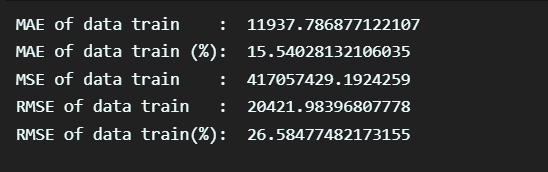 MAE of data train    :  11937.786877122107
MAE of data train (%):  15.54028132106035
MSE of data train    :  417057429.1924259
RMSE of data train   :  20421.98396807778
RMSE of data train(%):  26.58477482173155